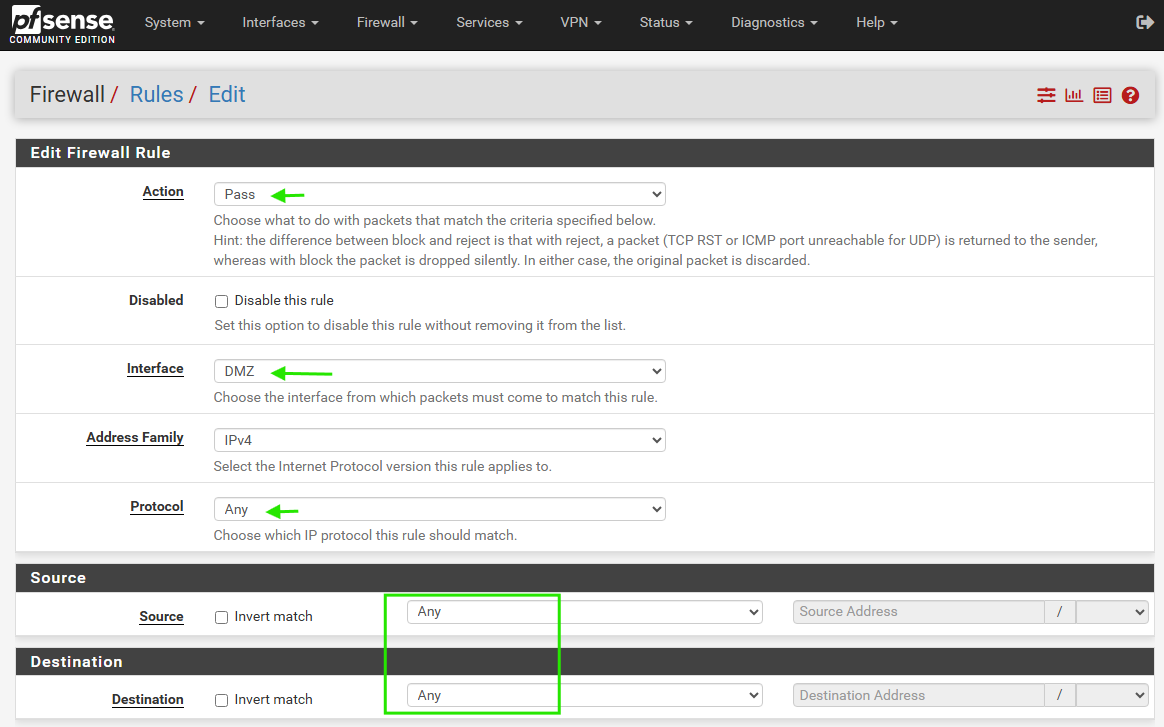 pfsense
COMMUNITY EDITION
System Interfaces Firewall Services VPN Status Diagnostics Help
Firewall / Rules / Edit
Edit Firewall Rule
Action
Pass
Choose what to do with packets that match the criteria specified below.
Hint: the difference between block and reject is that with reject, a packet (TCP RST or ICMP port unreachable for UDP) is returned to the sender,
whereas with block the packet is dropped silently. In either case, the original packet is discarded.
Disabled
Disable this rule
Set this option to disable this rule without removing it from the list.
Interface
DMZ
Choose the interface from which packets must come to match this rule.
Address Family
IPv4
Select the Internet Protocol version this rule applies to.
Protocol
Any
Choose which IP protocol this rule should match.
Source
Source Invert match Any Source Address /
Destination
Destination Invert match Any Destination Address /